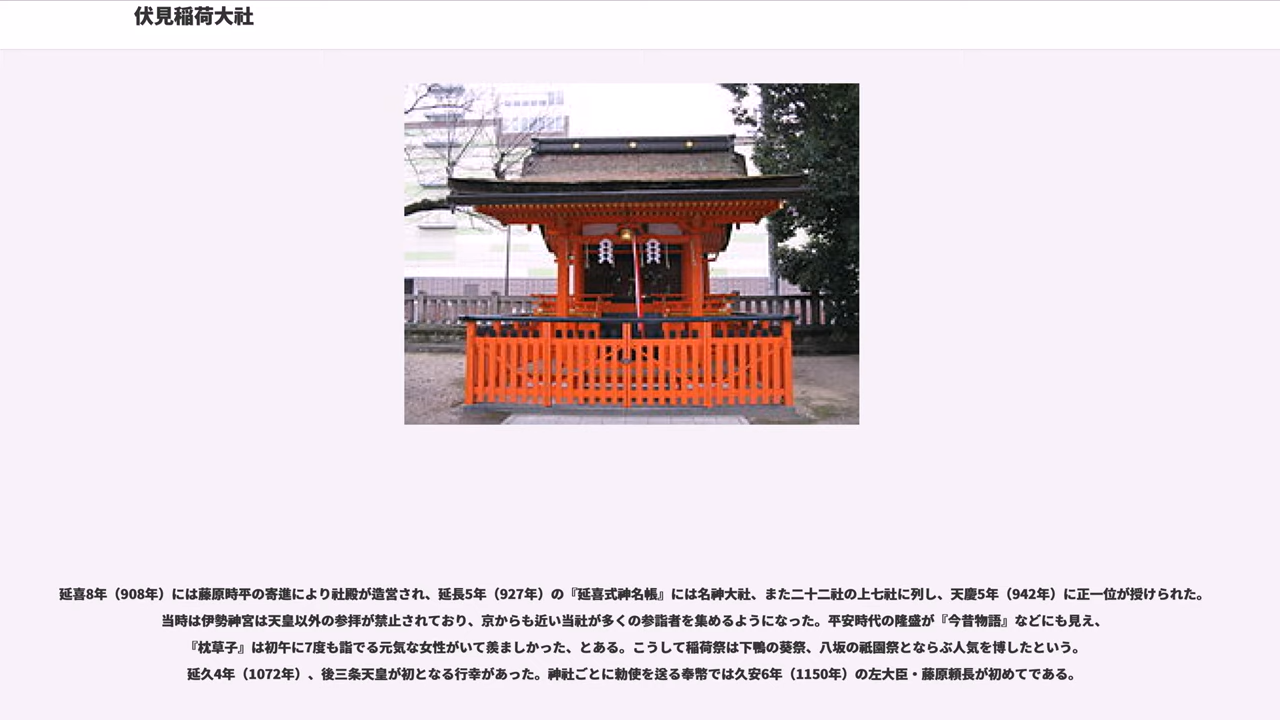 伏見稲荷大社
延喜8年（908年）には藤原時平の寄進により社殿が造営され、延長5年（927年）の『延喜式神名帳』には名神大社、また二十二社の上七社に列し、天慶5年（942年）に正一位が授けられた。
当時は伊勢神宮は天皇以外の参拝が禁止されており、京からも近い当社が多くの参詣者を集めるようになった。平安時代の隆盛が『今昔物語』などにも見え、
『枕草子』は初午に7度も詣でる元気な女性がいて羨ましかった、とある。こうして稲荷祭は下鴨の葵祭、八坂の祗園祭とならぶ人気を博したという。
延久4年（1072年）、後三条天皇が初となる行幸があった。神社ごとに勅使を送る奉幣では久安6年（1150年）の左大臣・藤原頼長が初めてである。